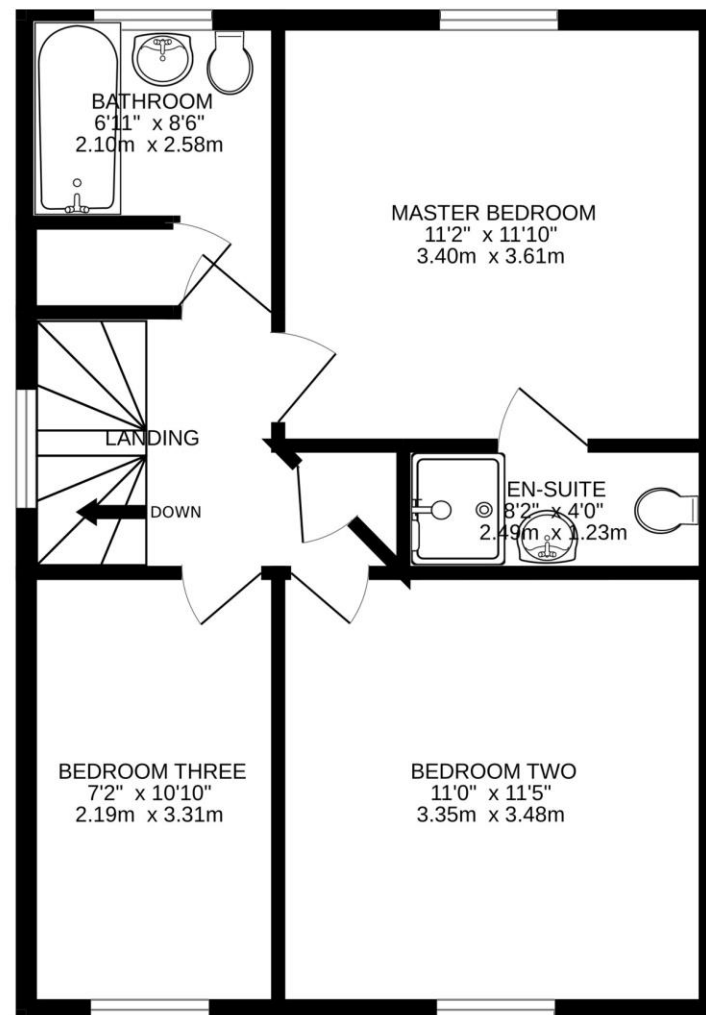 BATHROOM
6'11" x 8'6"
2.10m x 2.58m
MASTER BEDROOM
11'2" x 11'10"
3.40m x 3.61m
LANDING
DOWN
EN-SUITE
8'2" x 4'0"
2.49m x 1.23m
BEDROOM THREE
7'2" x 10'10"
2.19m x 3.31m
BEDROOM TWO
11'0" x 11'5"
3.35m x 3.48m